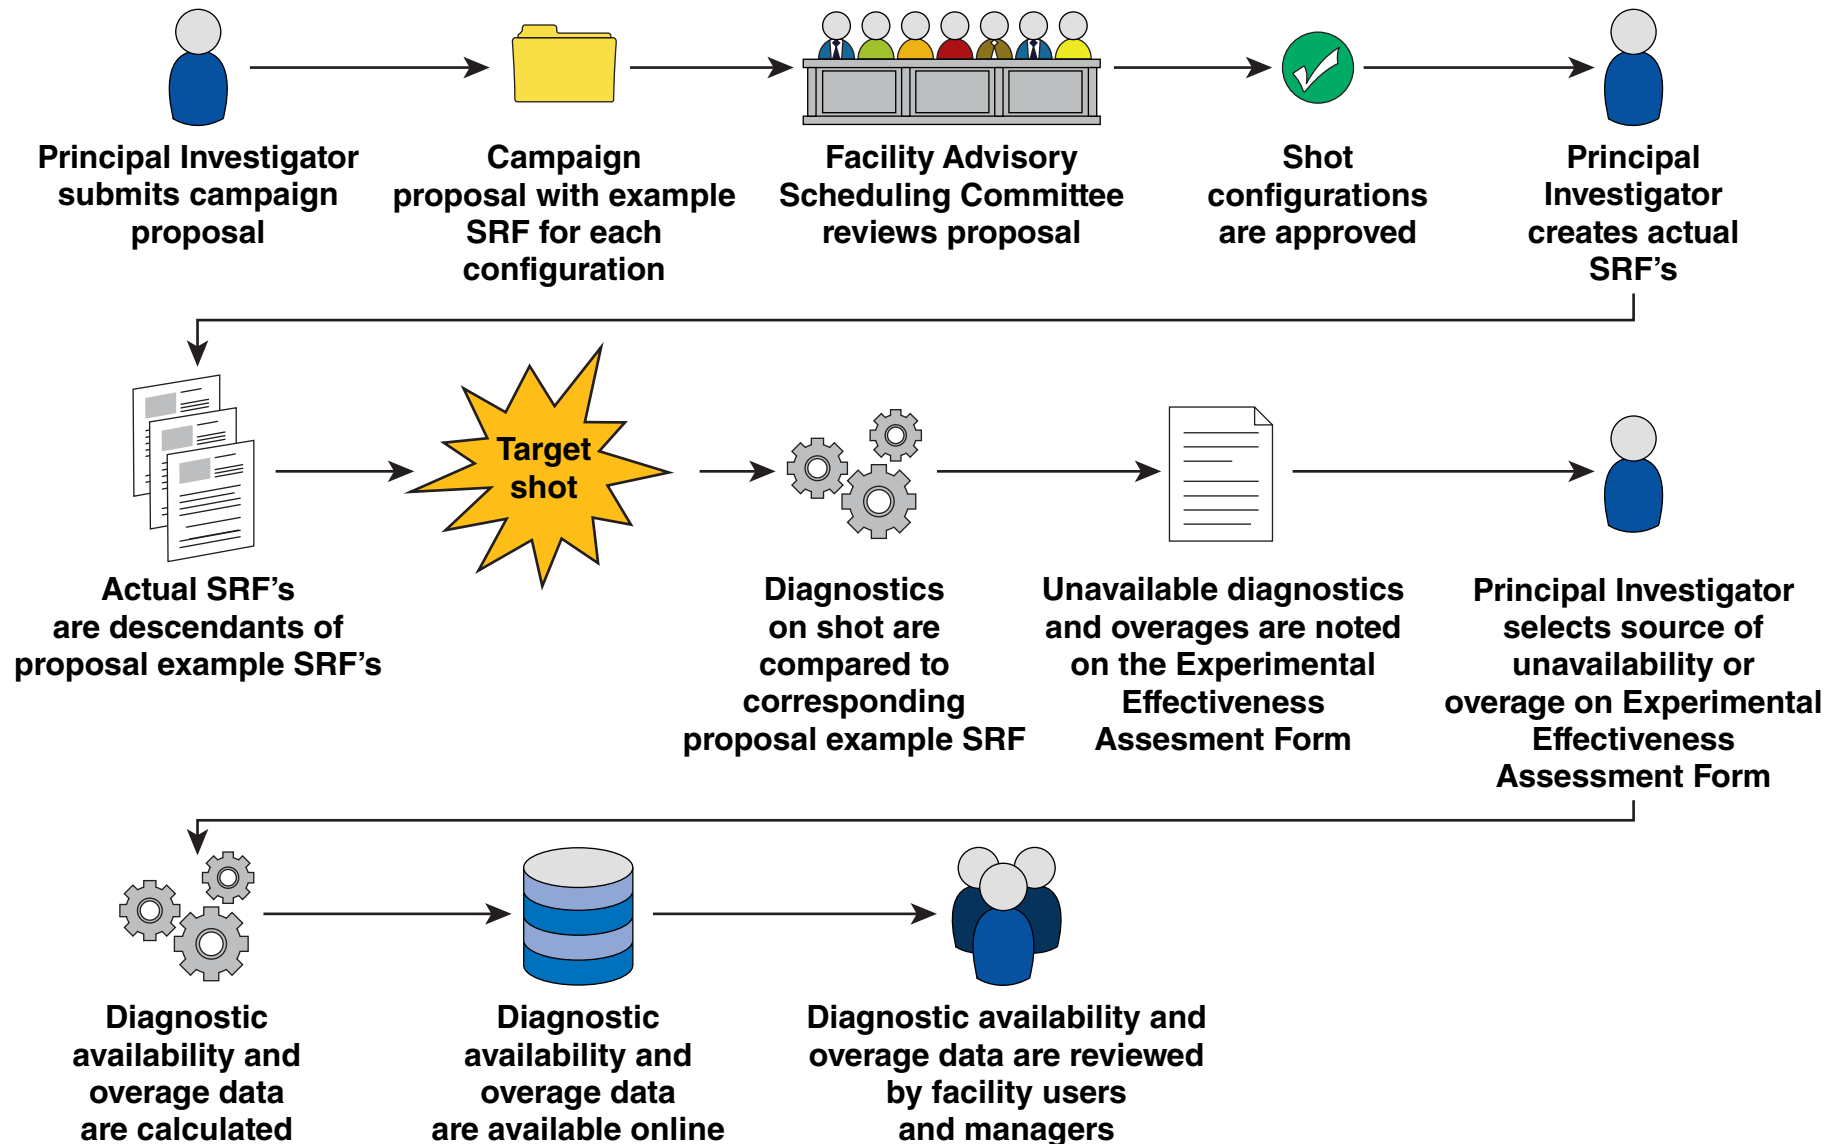 Principal Investigator
submits campaign
proposal
Campaign
proposal with example
SRF for each
configuration
Facility Advisory
Scheduling Committee
reviews proposal
Shot
configurations
are approved
Principal
Investigator
creates actual
SRF’s
Actual SRF’s
are descendants of
proposal example SRF’s
Target
shot
Diagnostics
on shot are
compared to
corresponding
proposal example SRF
Unavailable diagnostics
and overages are noted
on the Experimental
Effectiveness
Assesment Form
Principal Investigator
selects source of
unavailability or
overage on Experimental
Effectiveness
Assessment Form
Diagnostic
availability and
overage data
are calculated
Diagnostic
availability and
overage data
are available online
Diagnostic availability and
overage data are reviewed
by facility users
and managers